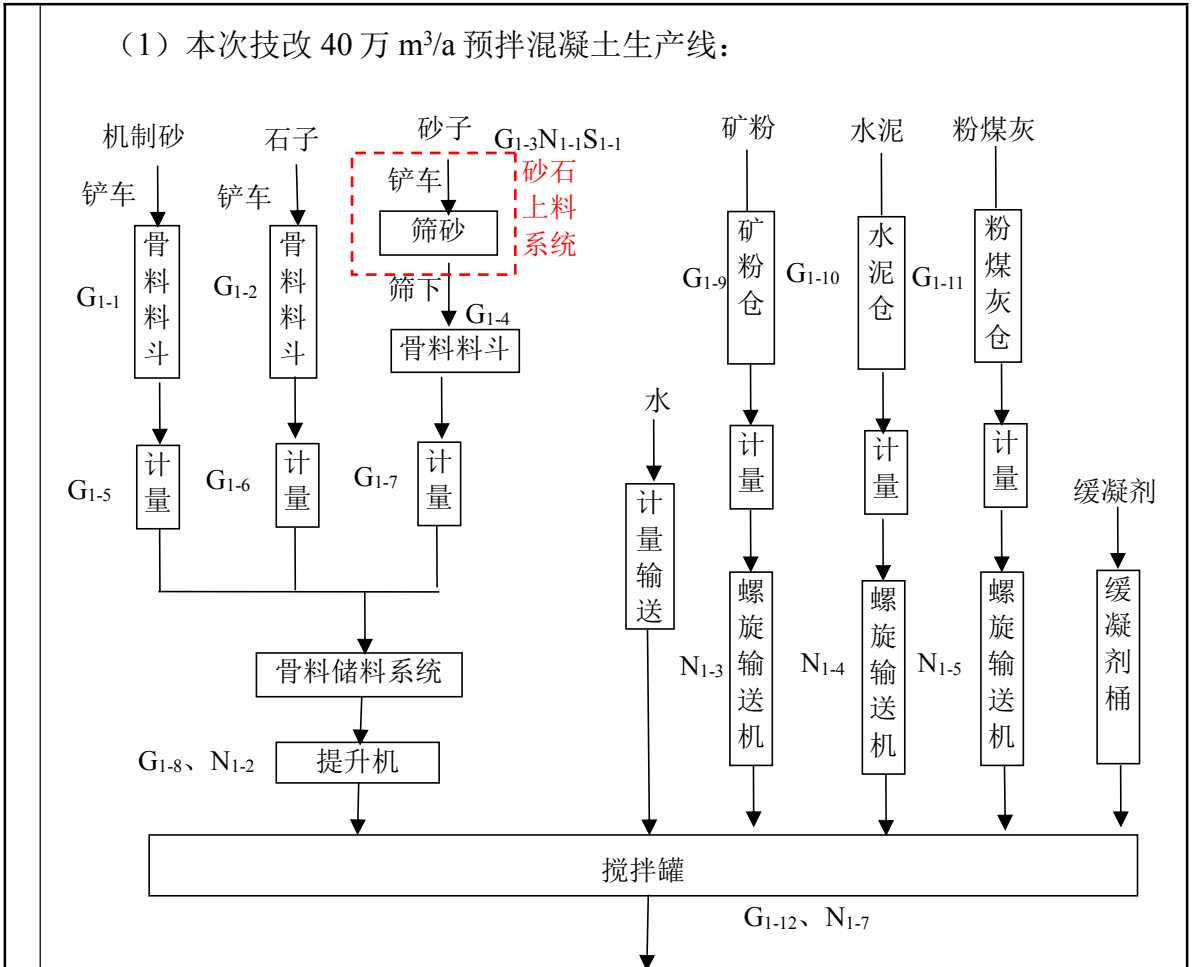 （1）本次技改 40 万 m³/a 预拌混凝土生产线：
机制砂
石子
砂子
G₁₋₃N₁₋₁S₁₋₁
矿粉
水泥
粉煤灰
铲车
铲车
铲车
砂石
上料
系统
筛砂
筛下
G₁₋₁
骨料料斗
G₁₋₂
骨料料斗
G₁₋₄
骨料料斗
G₁₋₉
矿粉仓
G₁₋₁₀
水泥仓
G₁₋₁₁
粉煤灰仓
水
G₁₋₅
计量
G₁₋₆
计量
G₁₋₇
计量
计量输送
计量
计量
计量
缓凝剂
骨料储料系统
N₁₋₃
螺旋输送机
N₁₋₄
螺旋输送机
N₁₋₅
螺旋输送机
缓凝剂桶
G₁₋₈、N₁₋₂
提升机
搅拌罐
G₁₋₁₂、N₁₋₇